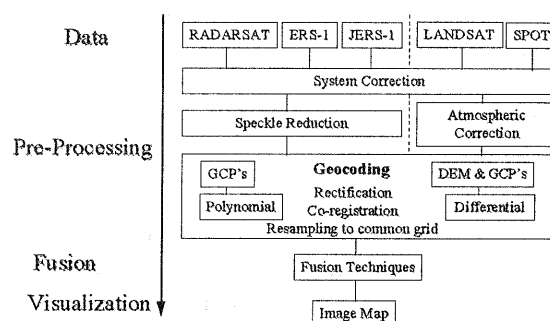 Data
RADARSAT ERS-1 JERS-1 LANDSAT SPOT
System Correction
Pre-Processing
Speckle Reduction
Atmospheric
Correction
Geocoding
GCP's
Polynomial
Rectification
Co-registration
Resampling to common grid
DEM & GCP's
Differential
Fusion
Fusion Techniques
Visualization
Image Map